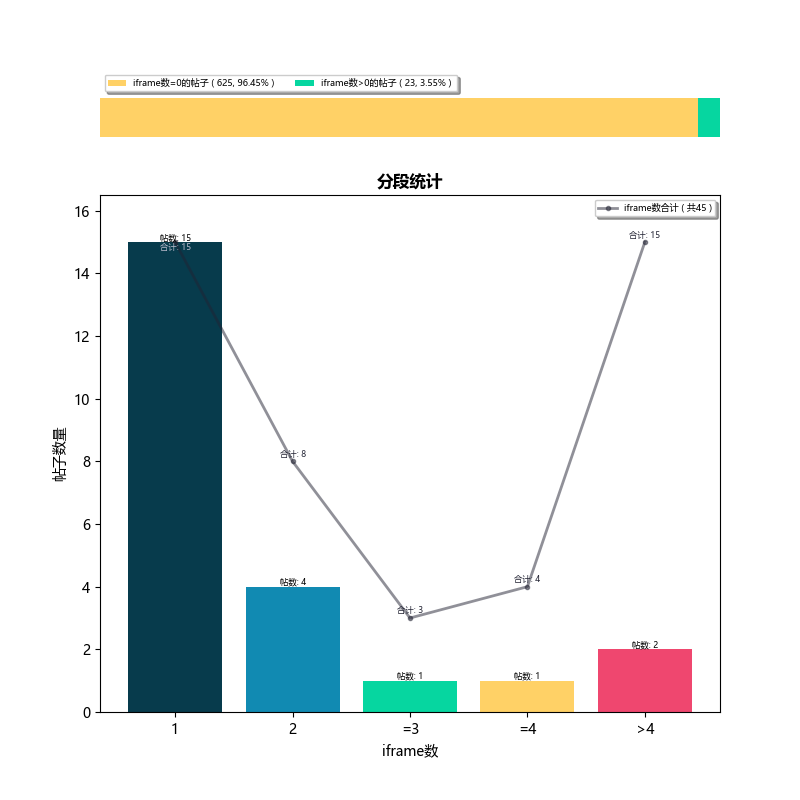 iframe数=0的帖子 ( 625, 96.45% )
iframe数>0的帖子 ( 23, 3.55% )
分段统计
iframe数合计 ( 共45 )
帖子数量
16
14
12
10
8
6
4
2
0
帖数: 15
合计: 15
合计: 8
帖数: 4
合计: 3
帖数: 1
合计: 4
帖数: 1
合计: 15
帖数: 2
1
2
=3
=4
>4
iframe数